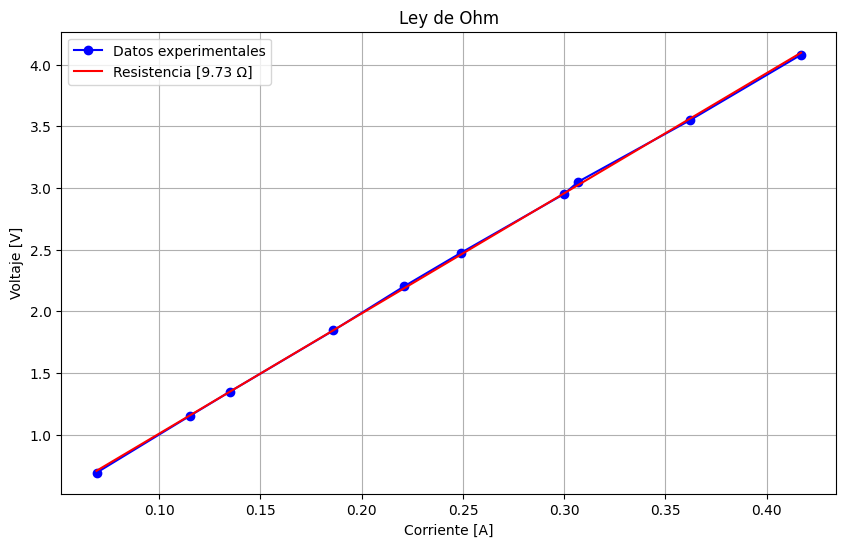 Ley de Ohm
Datos experimentales
Resistencia [9.73 Ω]
Voltaje [V]
4.0
3.5
3.0
2.5
2.0
1.5
1.0
0.10 0.15 0.20 0.25 0.30 0.35 0.40
Corriente [A]